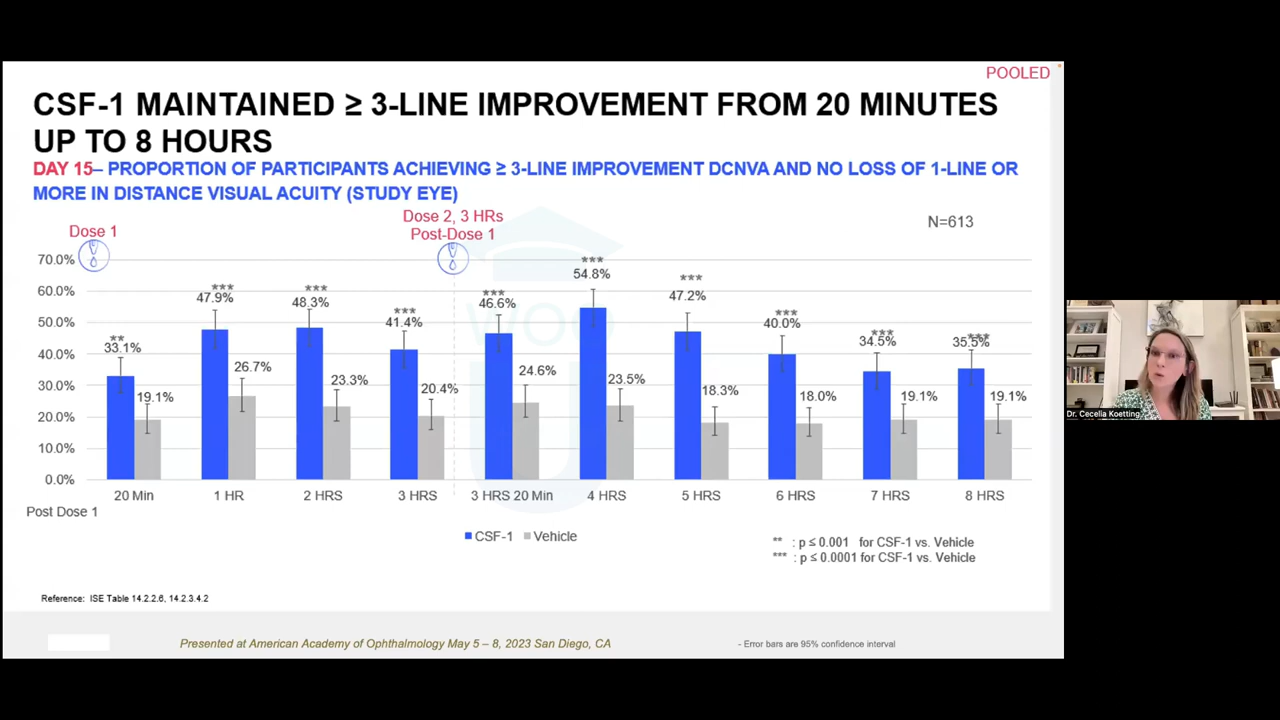 POOLED
CSF-1 MAINTAINED ≥ 3-LINE IMPROVEMENT FROM 20 MINUTES
UP TO 8 HOURS
DAY 15– PROPORTION OF PARTICIPANTS ACHIEVING ≥ 3-LINE IMPROVEMENT DCNVA AND NO LOSS OF 1-LINE OR
MORE IN DISTANCE VISUAL ACUITY (STUDY EYE)
Dose 1
Dose 2, 3 HRs
Post-Dose 1
N=613
70.0%
60.0%
50.0%
40.0%
30.0%
20.0%
10.0%
0.0%
**
33.1%
19.1%
***
47.9%
26.7%
***
48.3%
23.3%
***
41.4%
20.4%
***
46.6%
24.6%
***
54.8%
23.5%
***
47.2%
18.3%
***
40.0%
18.0%
***
34.5%
19.1%
***
35.5%
19.1%
WOO
U
20 Min
1 HR
2 HRS
3 HRS
3 HRS 20 Min
4 HRS
5 HRS
6 HRS
7 HRS
8 HRS
Post Dose 1
CSF-1 Vehicle
** : p ≤ 0.001 for CSF-1 vs. Vehicle
*** : p ≤ 0.0001 for CSF-1 vs. Vehicle
Reference: ISE Table 14.2.2.6, 14.2.3.4.2
Presented at American Academy of Ophthalmology May 5 – 8, 2023 San Diego, CA
- Error bars are 95% confidence interval
Dr. Cecelia Koetting